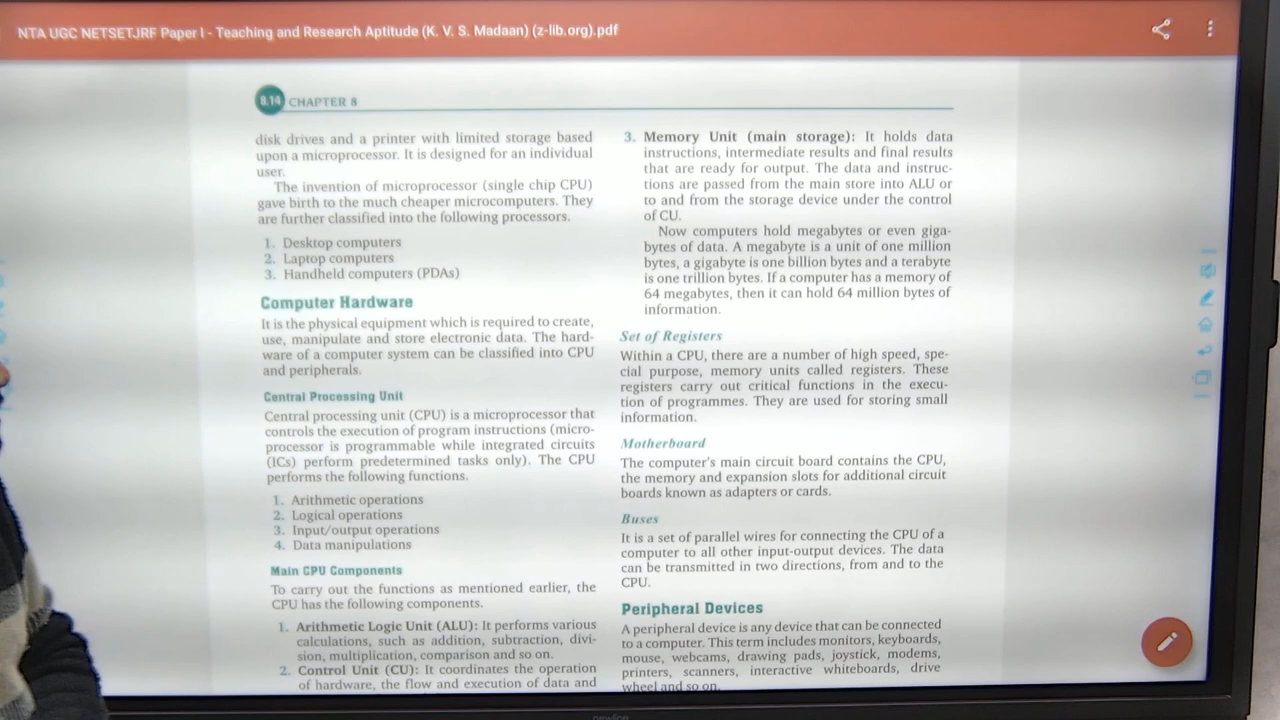 NTA UGC NETSETJRF Paper I - Teaching and Research Aptitude (K. V. S. Madaan) (z-lib.org).pdf
8.14 CHAPTER 8
disk drives and a printer with limited storage based
upon a microprocessor. It is designed for an individual
user.
The invention of microprocessor (single chip CPU)
gave birth to the much cheaper microcomputers. They
are further classified into the following processors.
1. Desktop computers
2. Laptop computers
3. Handheld computers (PDAs)
Computer Hardware
It is the physical equipment which is required to create,
use, manipulate and store electronic data. The hard-
ware of a computer system can be classified into CPU
and peripherals.
Central Processing Unit
Central processing unit (CPU) is a microprocessor that
controls the execution of program instructions (micro-
processor is programmable while integrated circuits
(ICs) perform predetermined tasks only). The CPU
performs the following functions.
1. Arithmetic operations
2. Logical operations
3. Input/output operations
4. Data manipulations
Main CPU Components
To carry out the functions as mentioned earlier, the
CPU has the following components.
1. Arithmetic Logic Unit (ALU): It performs various
calculations, such as addition, subtraction, divi-
sion, multiplication, comparison and so on.
2. Control Unit (CU): It coordinates the operation
of hardware, the flow and execution of data and
3. Memory Unit (main storage): It holds data
instructions, intermediate results and final results
that are ready for output. The data and instruc-
tions are passed from the main store into ALU or
to and from the storage device under the control
of CU.
Now computers hold megabytes or even giga-
bytes of data. A megabyte is a unit of one million
bytes, a gigabyte is one billion bytes and a terabyte
is one trillion bytes. If a computer has a memory of
64 megabytes, then it can hold 64 million bytes of
information.
Set of Registers
Within a CPU, there are a number of high speed, spe-
cial purpose, memory units called registers. These
registers carry out critical functions in the execu-
tion of programmes. They are used for storing small
information.
Motherboard
The computer's main circuit board contains the CPU,
the memory and expansion slots for additional circuit
boards known as adapters or cards.
Buses
It is a set of parallel wires for connecting the CPU of a
computer to all other input-output devices. The data
can be transmitted in two directions, from and to the
CPU.
Peripheral Devices
A peripheral device is any device that can be connected
to a computer. This term includes monitors, keyboards,
mouse, webcams, drawing pads, joystick, modems,
printers, scanners, interactive whiteboards, drive
wheel and so on.
newline